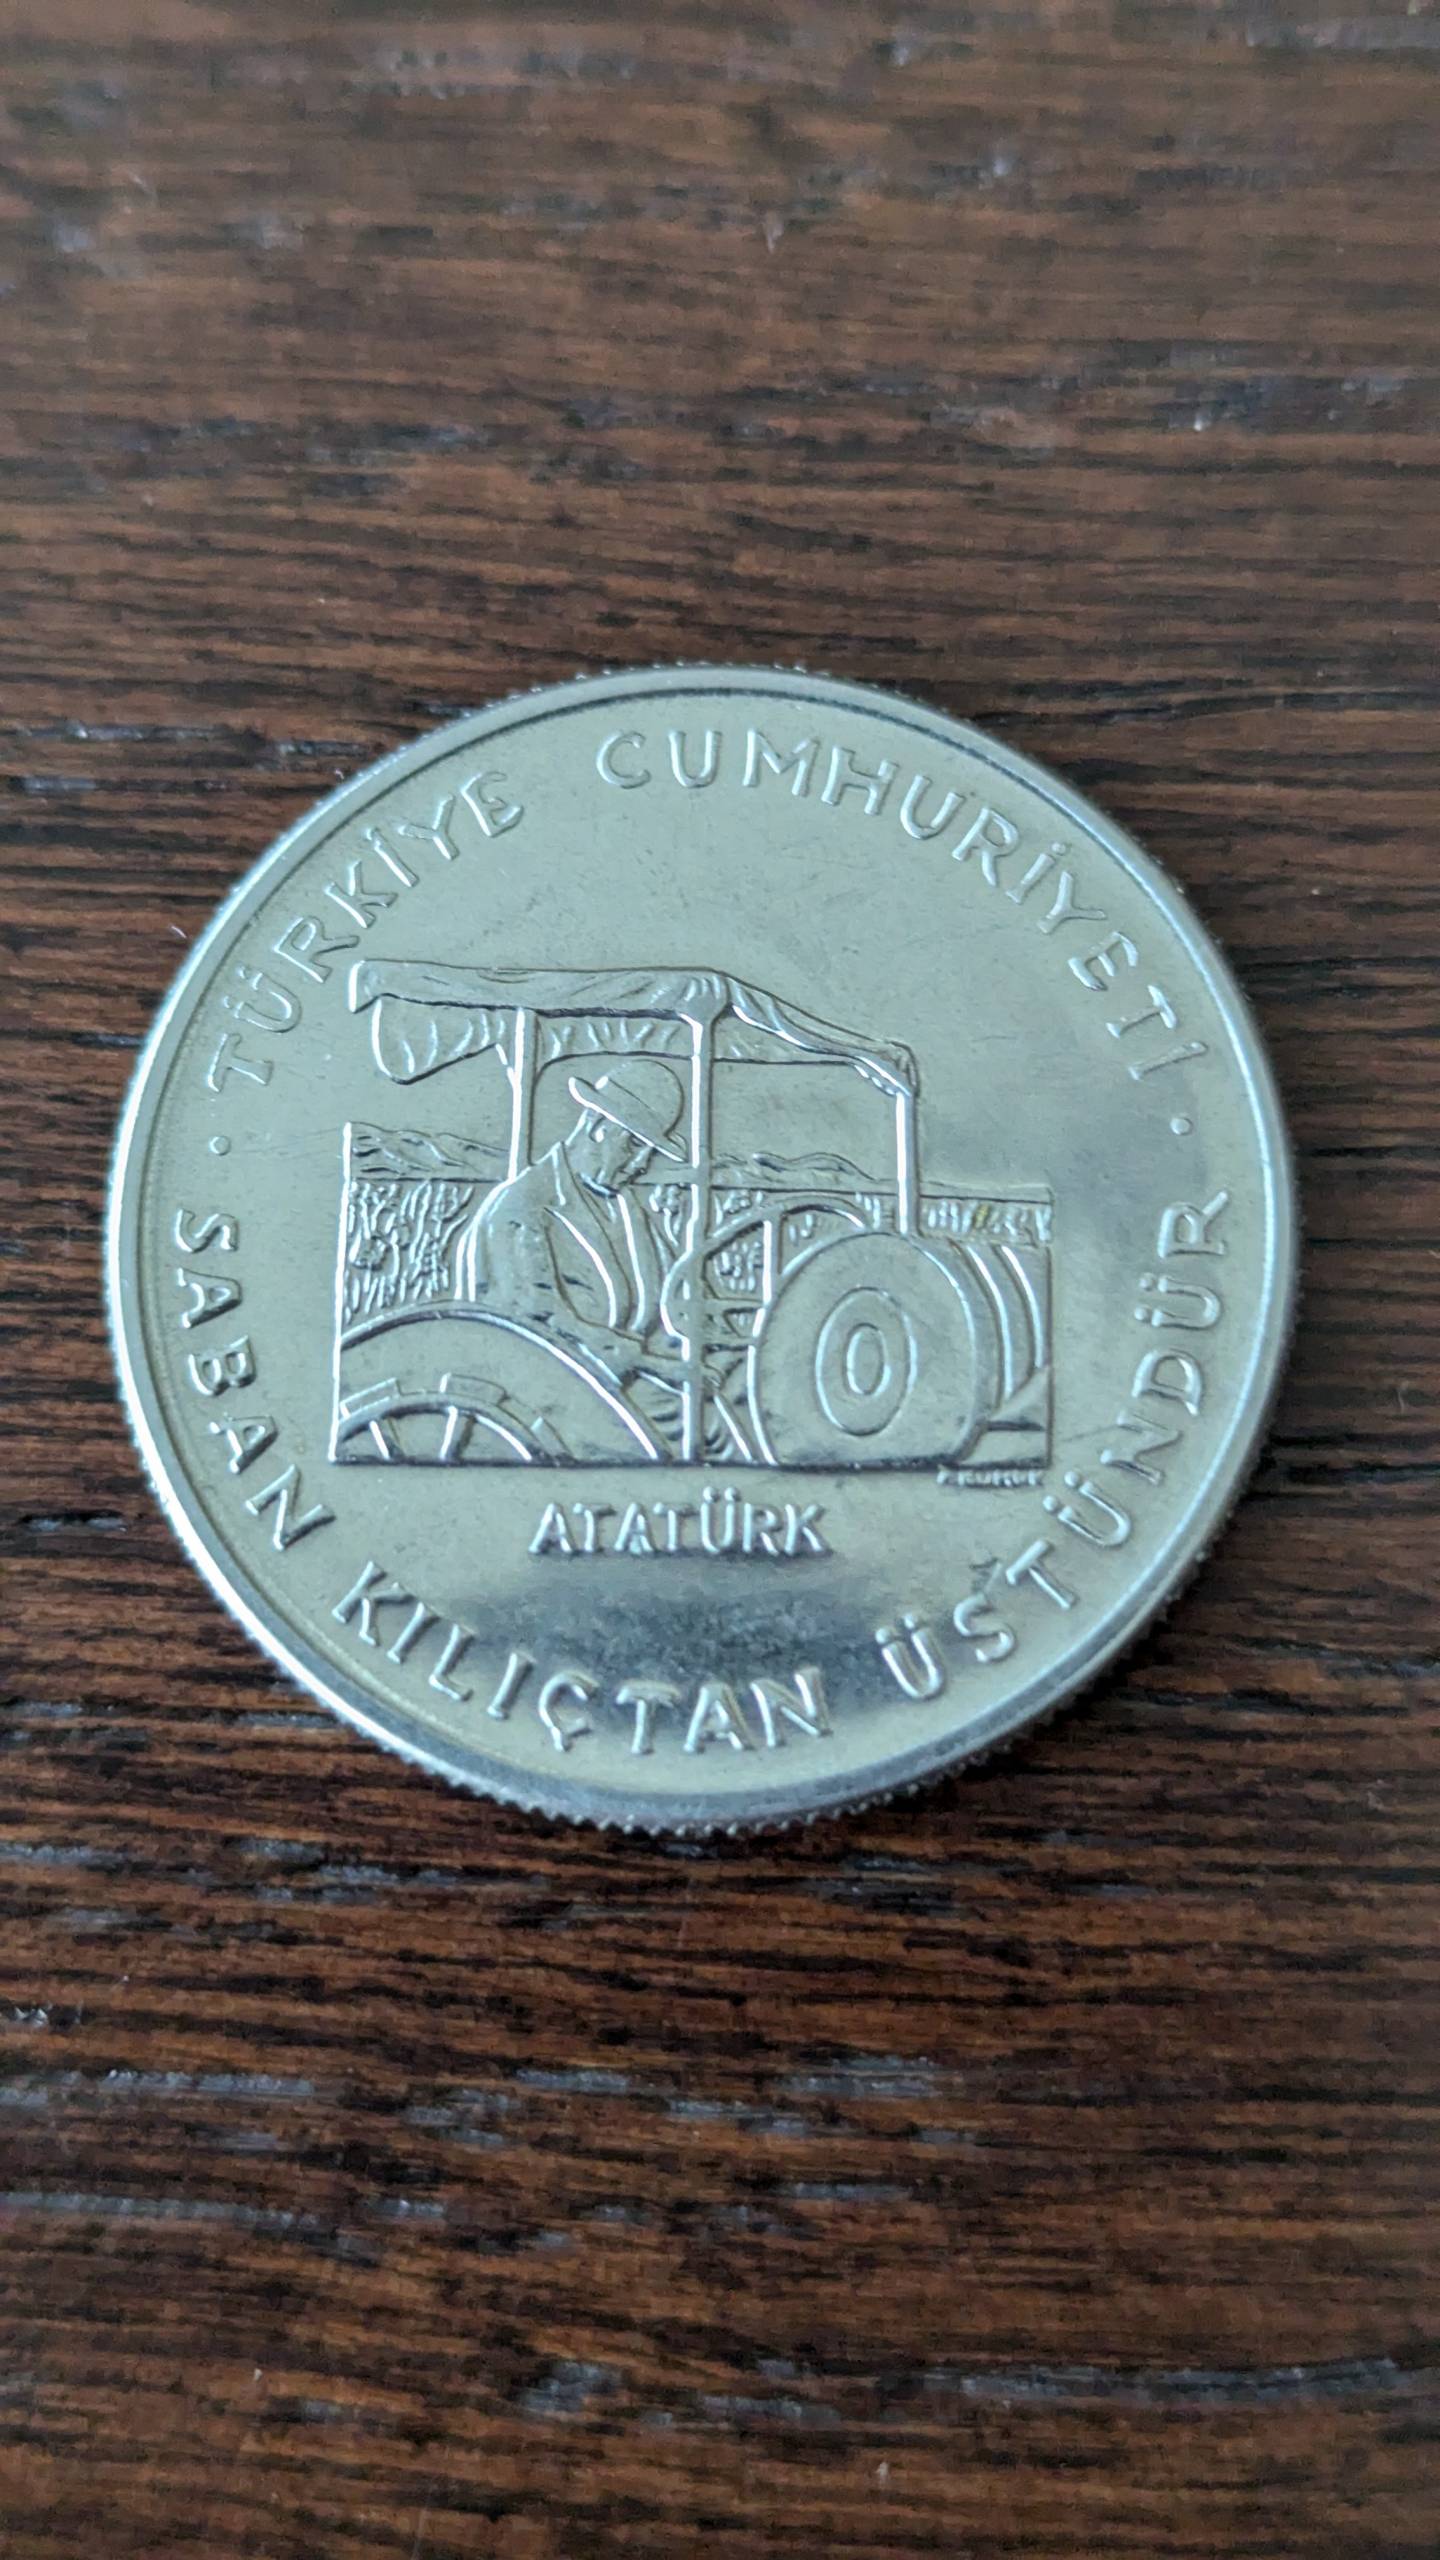 · TÜRKİYE CUMHURİYETİ ·
ATATÜRK
SABAN KILIÇTAN ÜSTÜNDÜR